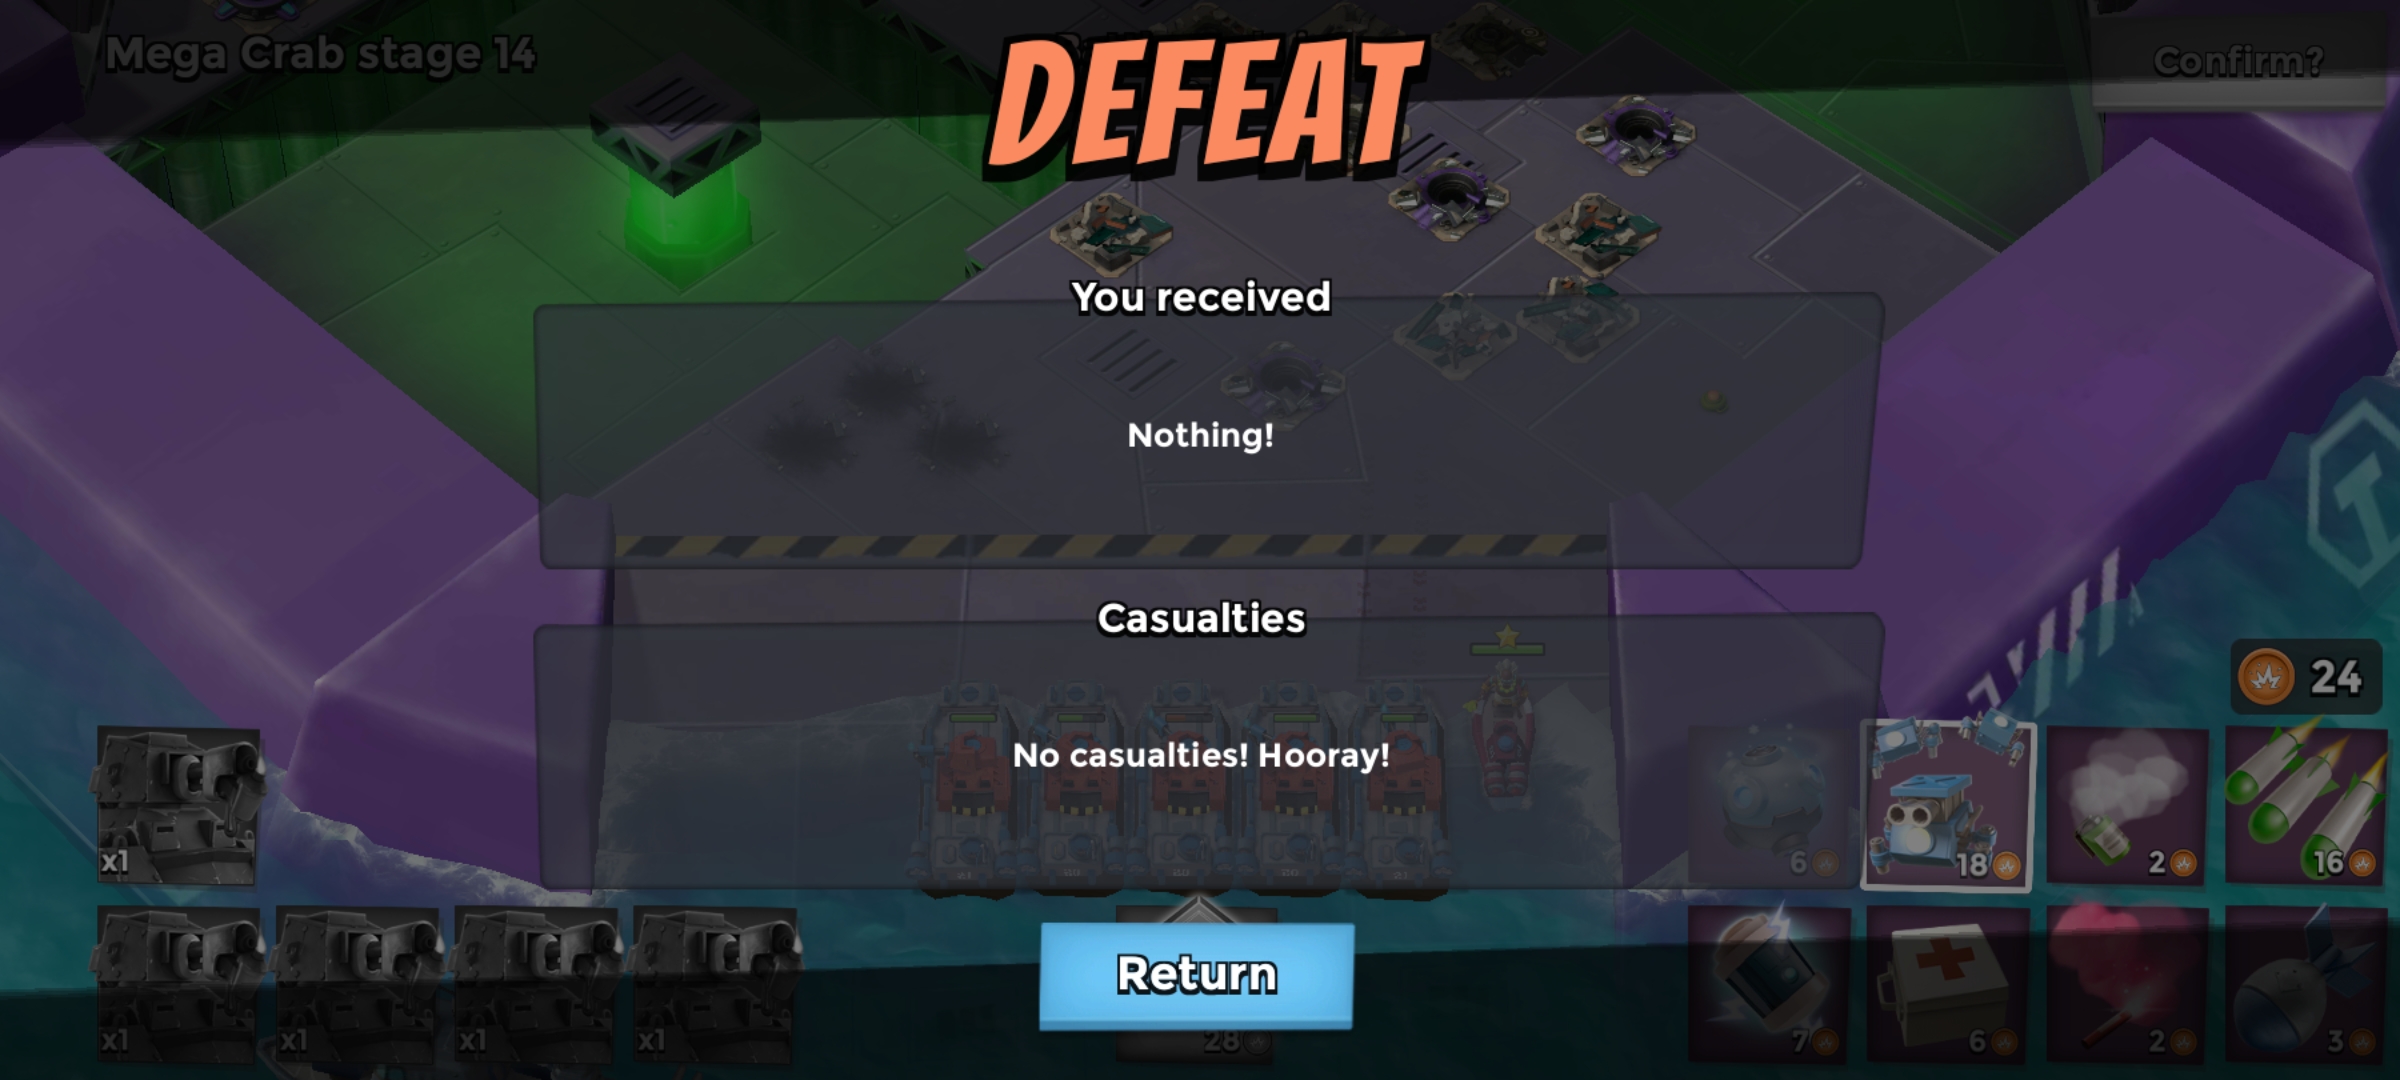 Mega Crab stage 14
DEFEAT
Confirm?
You received
Nothing!
Casualties
No casualties! Hooray!
24
x1
6
18
2
16
x1
x1
x1
x1
28
Return
7
6
2
3